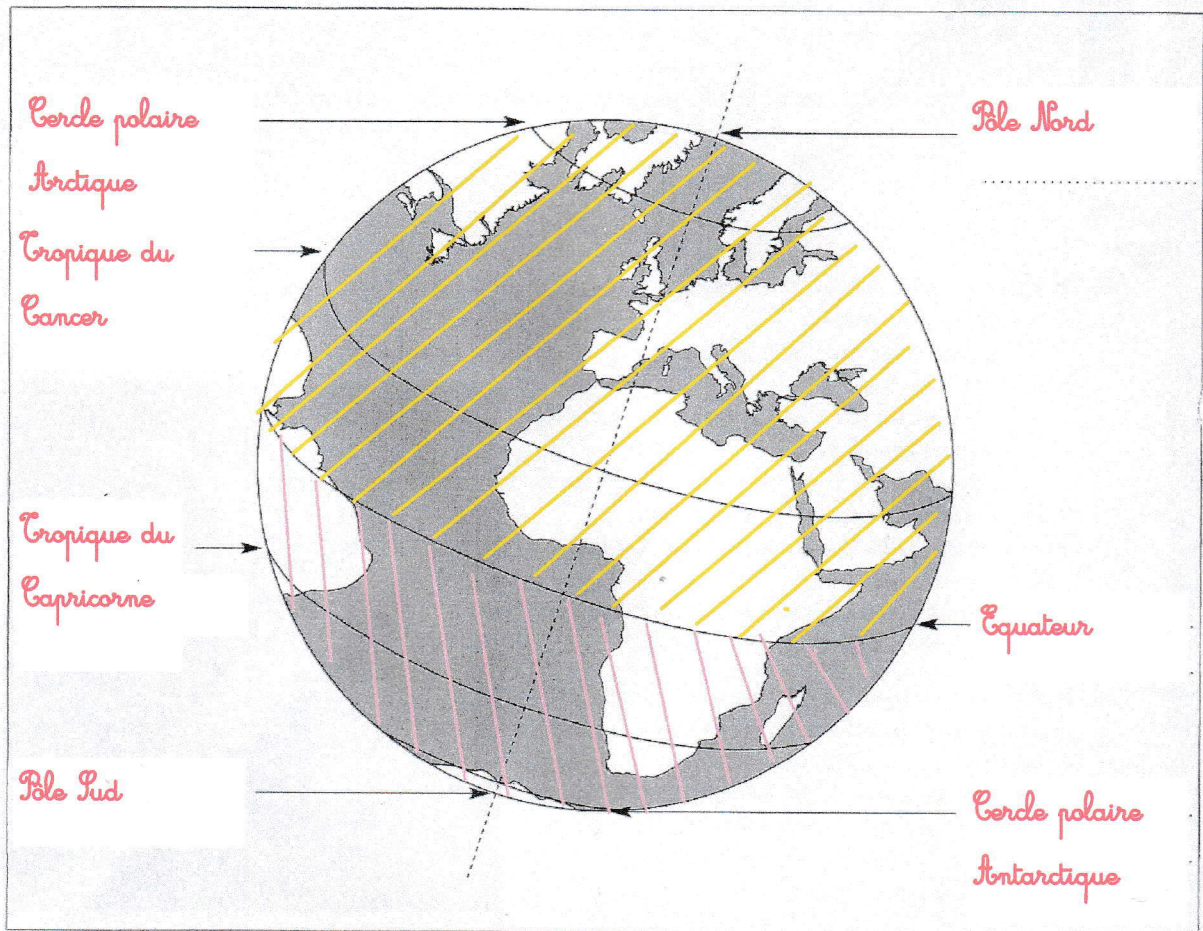 Cercle polaire
Arctique
Pôle Nord
Tropique du
Cancer
Tropique du
Capricorne
Equateur
Pôle Sud
Cercle polaire
Antarctique